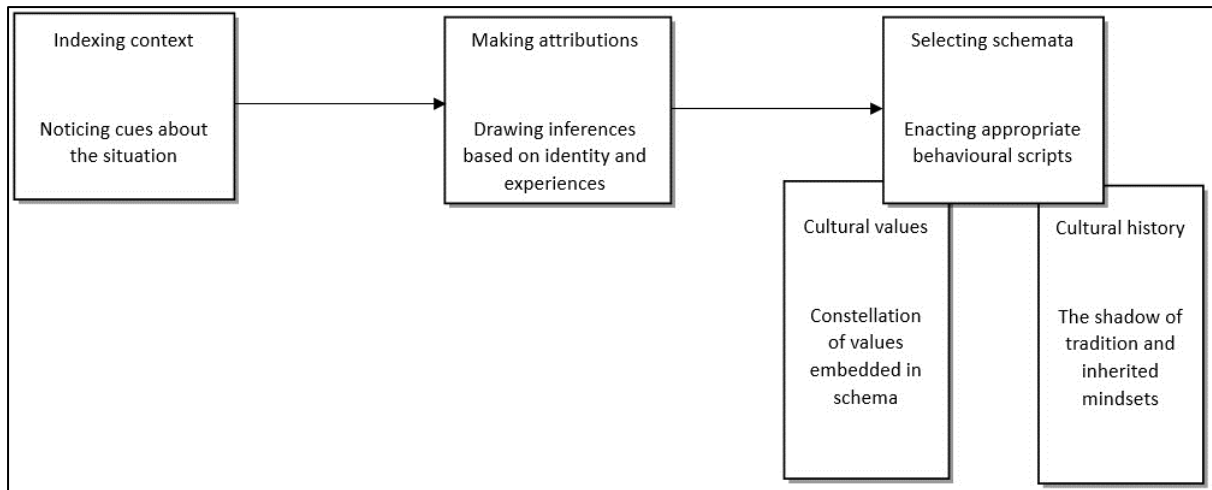 Indexing context
Noticing cues about
the situation
Making attributions
Drawing inferences
based on identity and
experiences
Selecting schemata
Enacting appropriate
behavioural scripts
Cultural values
Constellation
of values
embedded in
schema
Cultural history
The shadow of
tradition and
inherited
mindsets